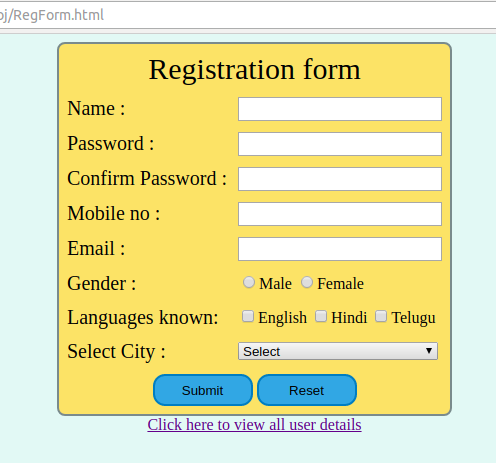 oj/RegForm.html
Registration form
Name :
Password :
Confirm Password :
Mobile no :
Email :
Gender : Male Female
Languages known: English Hindi Telugu
Select City : Select
Submit Reset
Click here to view all user details